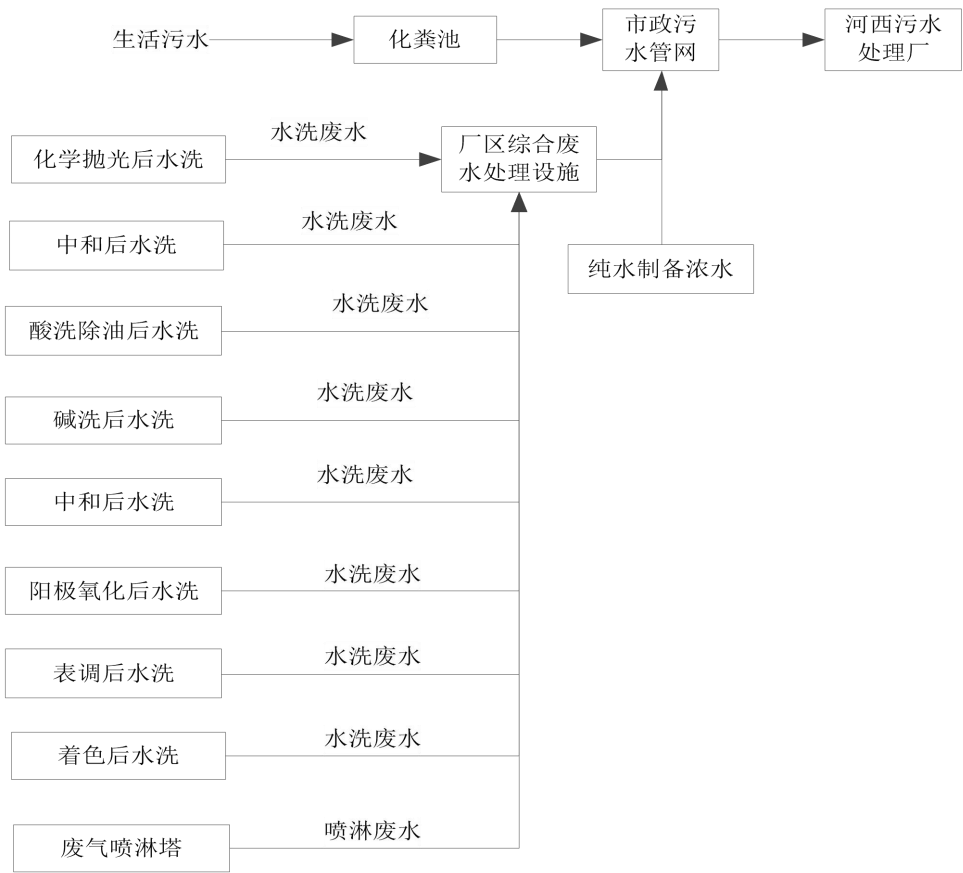 生活污水
化粪池
市政污
水管网
河西污水
处理厂
化学抛光后水洗
水洗废水
厂区综合废
水处理设施
中和后水洗
水洗废水
纯水制备浓水
酸洗除油后水洗
水洗废水
碱洗后水洗
水洗废水
中和后水洗
水洗废水
阳极氧化后水洗
水洗废水
表调后水洗
水洗废水
着色后水洗
水洗废水
废气喷淋塔
喷淋废水